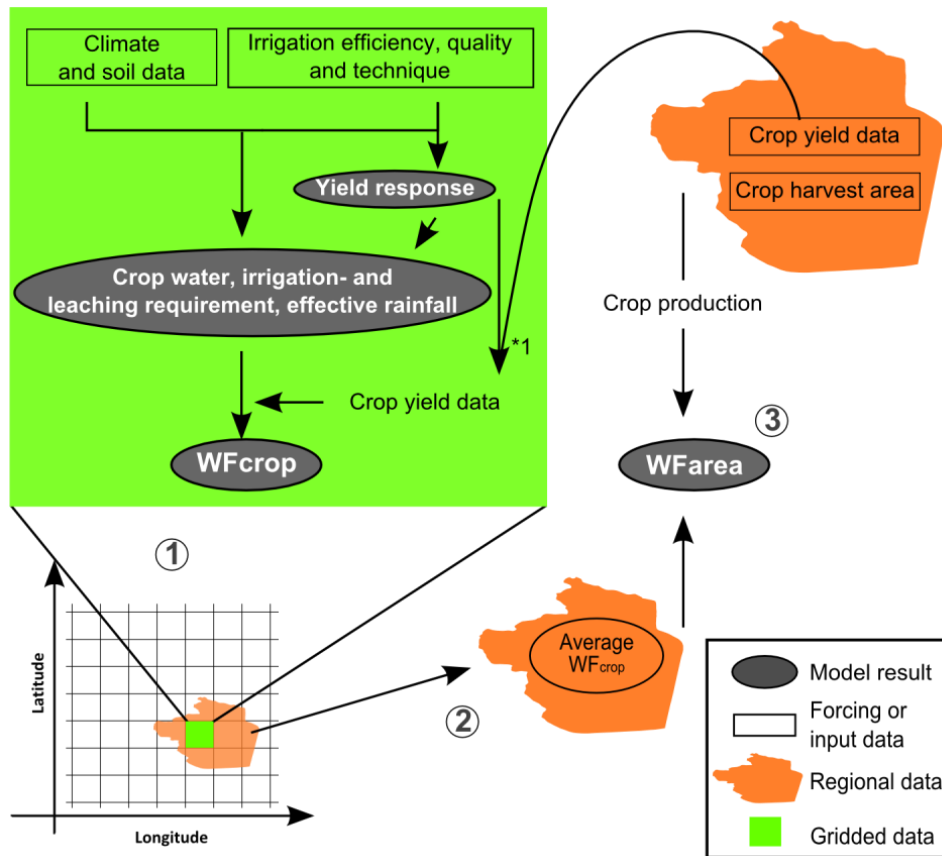 Climate
and soil data
Irrigation efficiency, quality
and technique
Yield response
Crop water, irrigation- and
leaching requirement, effective rainfall
*1
Crop yield data
WFcrop
Crop yield data
Crop harvest area
Crop production
WFarea
3
1
Latitude
Longitude
2
Average
WFcrop
Model result
Forcing or
input data
Regional data
Gridded data